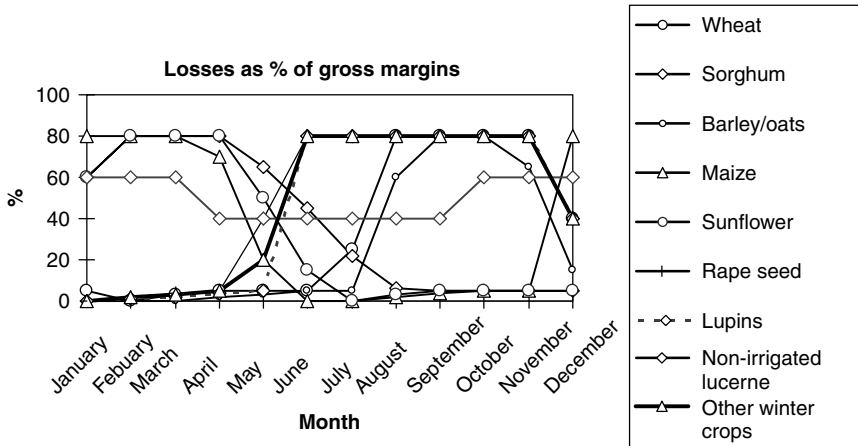 Losses as % of gross margins
100
80
60
40
20
0
%
January
Febuary
March
April
May
June
July
August
September
October
November
December
Month
Wheat
Sorghum
Barley/oats
Maize
Sunflower
Rape seed
Lupins
Non-irrigated
lucerne
Other winter
crops